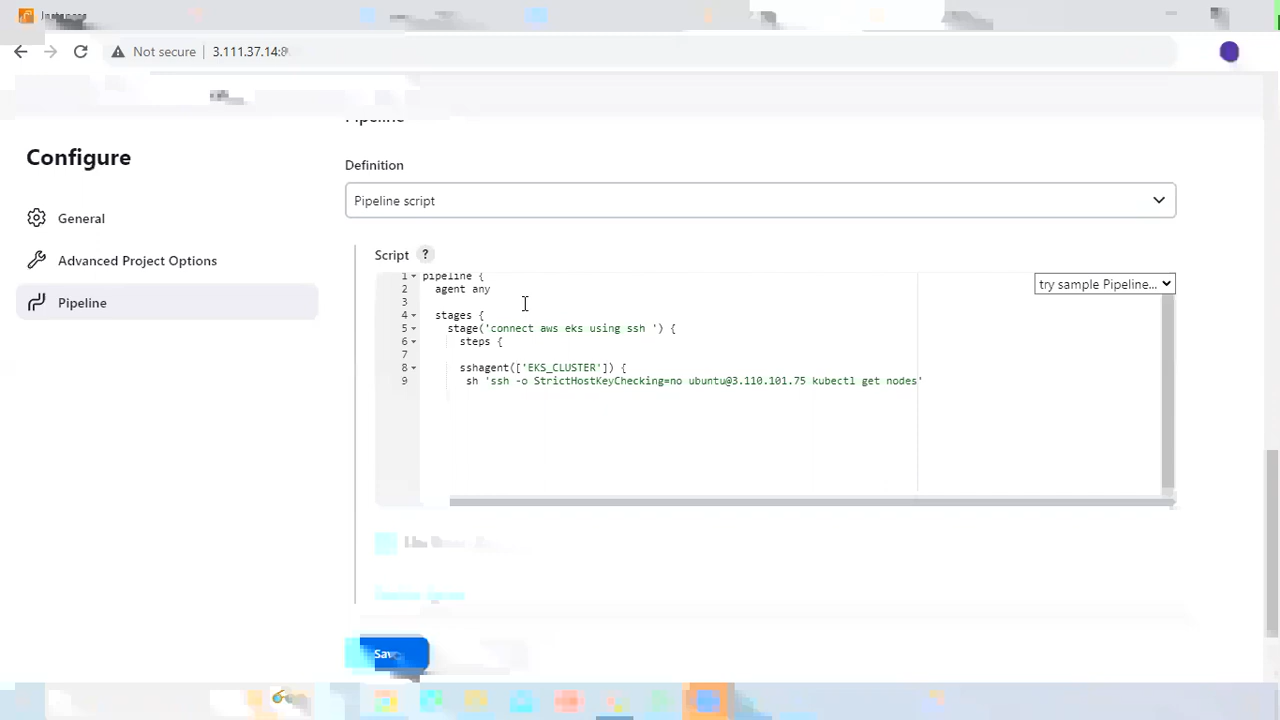 Not secure
3.111.37.14:8
Pipeline
Configure
Definition
General
Pipeline script
Advanced Project Options
Script ?
Pipeline
1 pipeline {
try sample Pipeline...
2 agent any
3
4 stages {
5 stage('connect aws eks using ssh ') {
6 steps {
7
8 sshagent(['EKS_CLUSTER']) {
9 sh 'ssh -o StrictHostKeyChecking=no ubuntu@3.110.101.75 kubectl get nodes'
Save